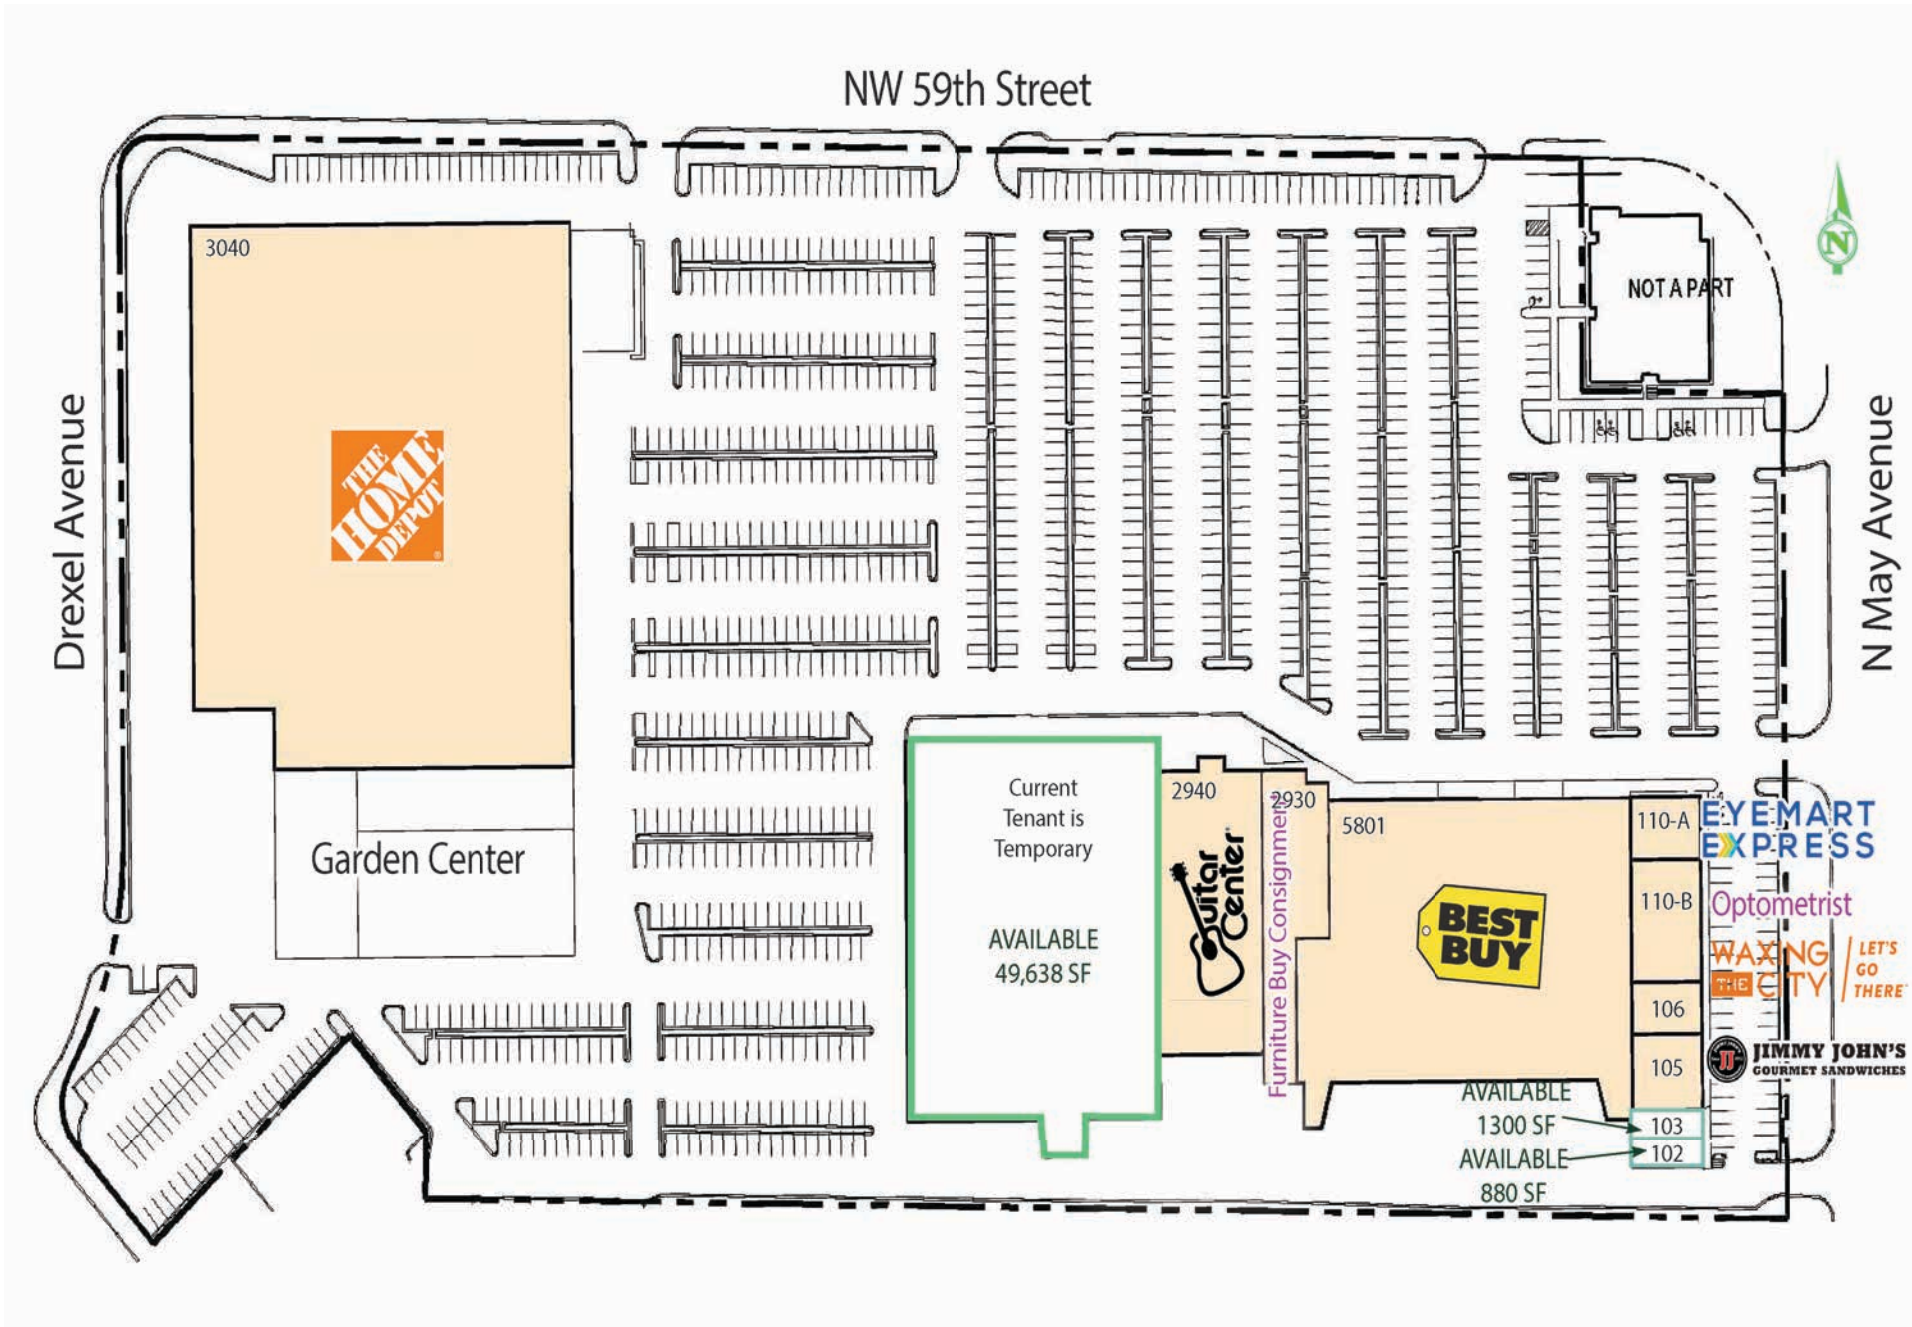 NW 59th Street
3040
N
NOT A PART
Drexel Avenue
N May Avenue
THE
HOME
DEPOT
®
Garden Center
Current
Tenant is
Temporary
AVAILABLE
49,638 SF
2940
Guitar
Center
2930
Furniture Buy Consignment
5801
BEST
BUY
110-A
EYEMART
EXPRESS
110-B
Optometrist
WAXING
THE CITY
LET'S
GO
THERE
106
105
JJ
JIMMY JOHN'S
GOURMET SANDWICHES
AVAILABLE
1300 SF
103
AVAILABLE
880 SF
102